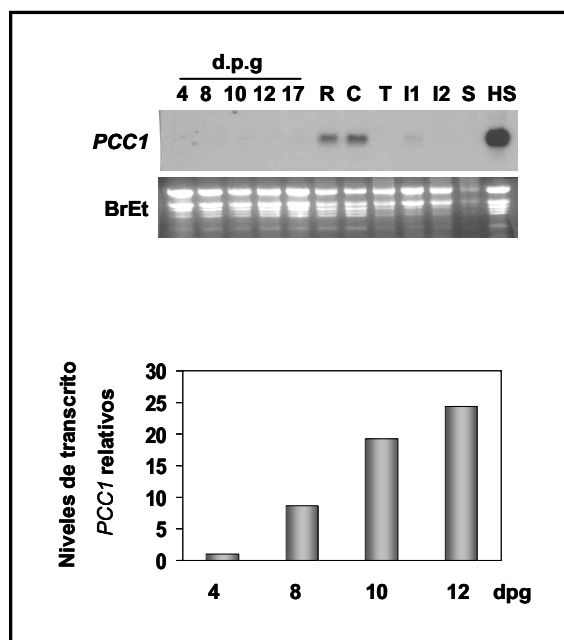 d.p.g
4 8 10 12 17 R C T I1 I2 S HS
PCC1
BrEt
Niveles de transcrito
PCC1 relativos
30
25
20
15
10
5
0
4 8 10 12 dpg